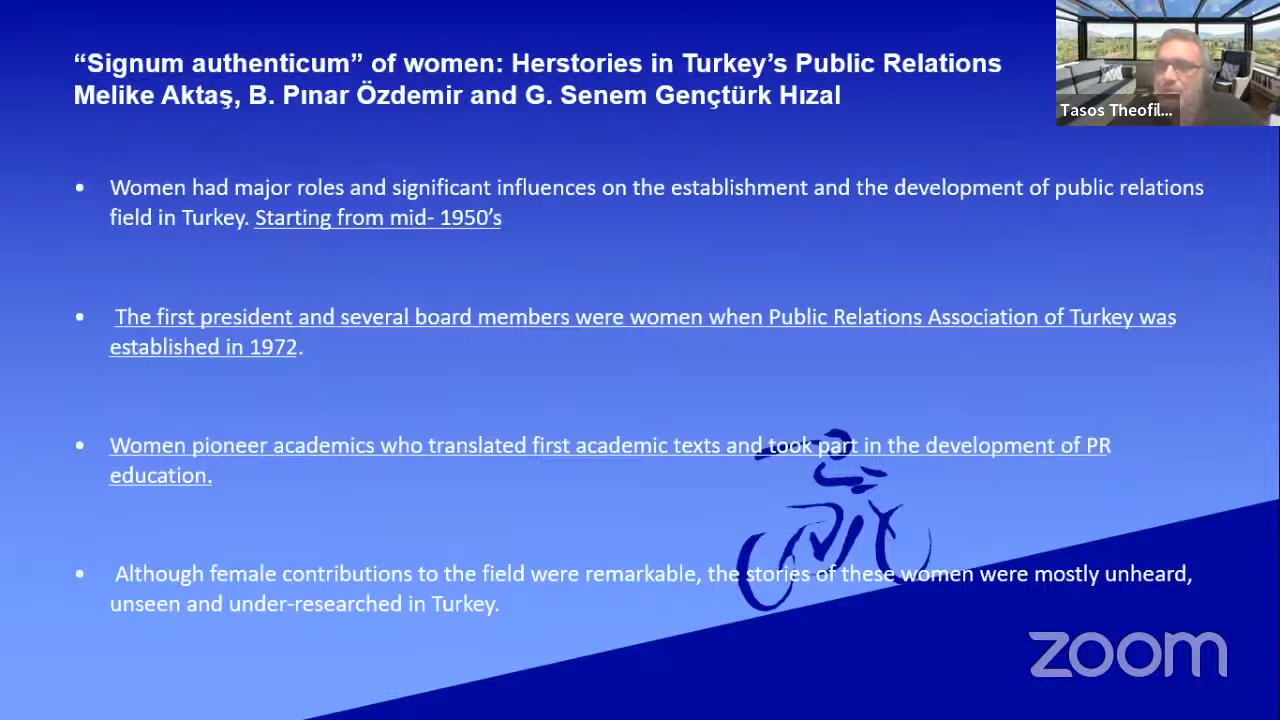 “Signum authenticum” of women: Herstories in Turkey’s Public Relations
Melike Aktaş, B. Pınar Özdemir and G. Senem Gençtürk Hızal
Tasos Theofil...
• Women had major roles and significant influences on the establishment and the development of public relations
field in Turkey. Starting from mid- 1950’s
• The first president and several board members were women when Public Relations Association of Turkey was
established in 1972.
• Women pioneer academics who translated first academic texts and took part in the development of PR
education.
• Although female contributions to the field were remarkable, the stories of these women were mostly unheard,
unseen and under-researched in Turkey.
zoom